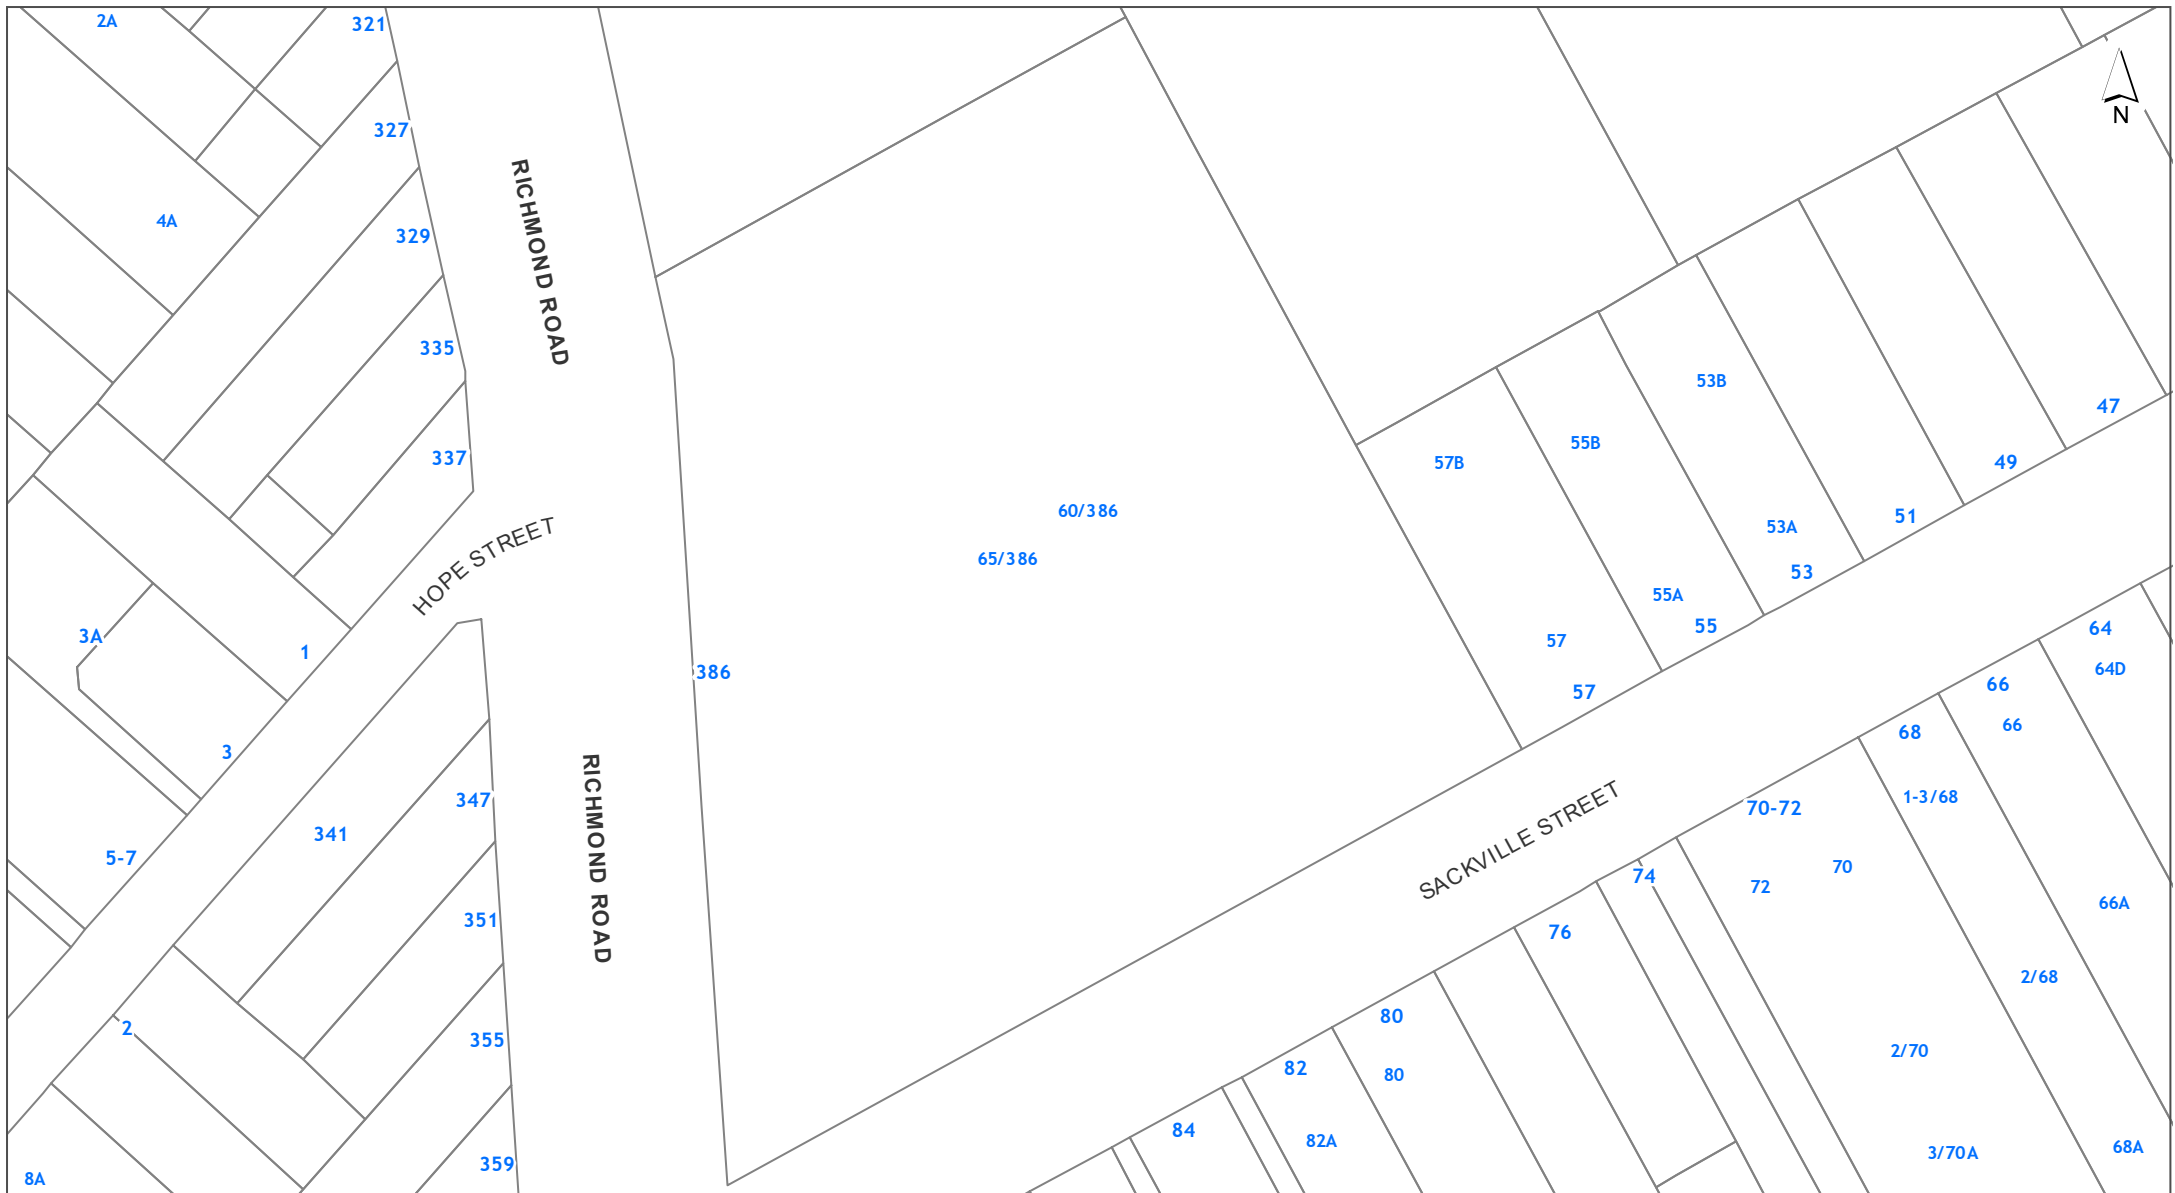 2A
321
327
4A
329
335
337
RICHMOND ROAD
HOPE STREET
3A
1
3
5-7
341
347
351
355
359
2
8A
RICHMOND ROAD
386
60/386
65/386
N
57B
55B
53B
53A
53
55A
55
57
57
51
49
47
SACKVILLE STREET
64
64D
66
66
68
1-3/68
70-72
70
72
74
76
66A
2/68
80
80
82
82A
84
2/70
3/70A
68A